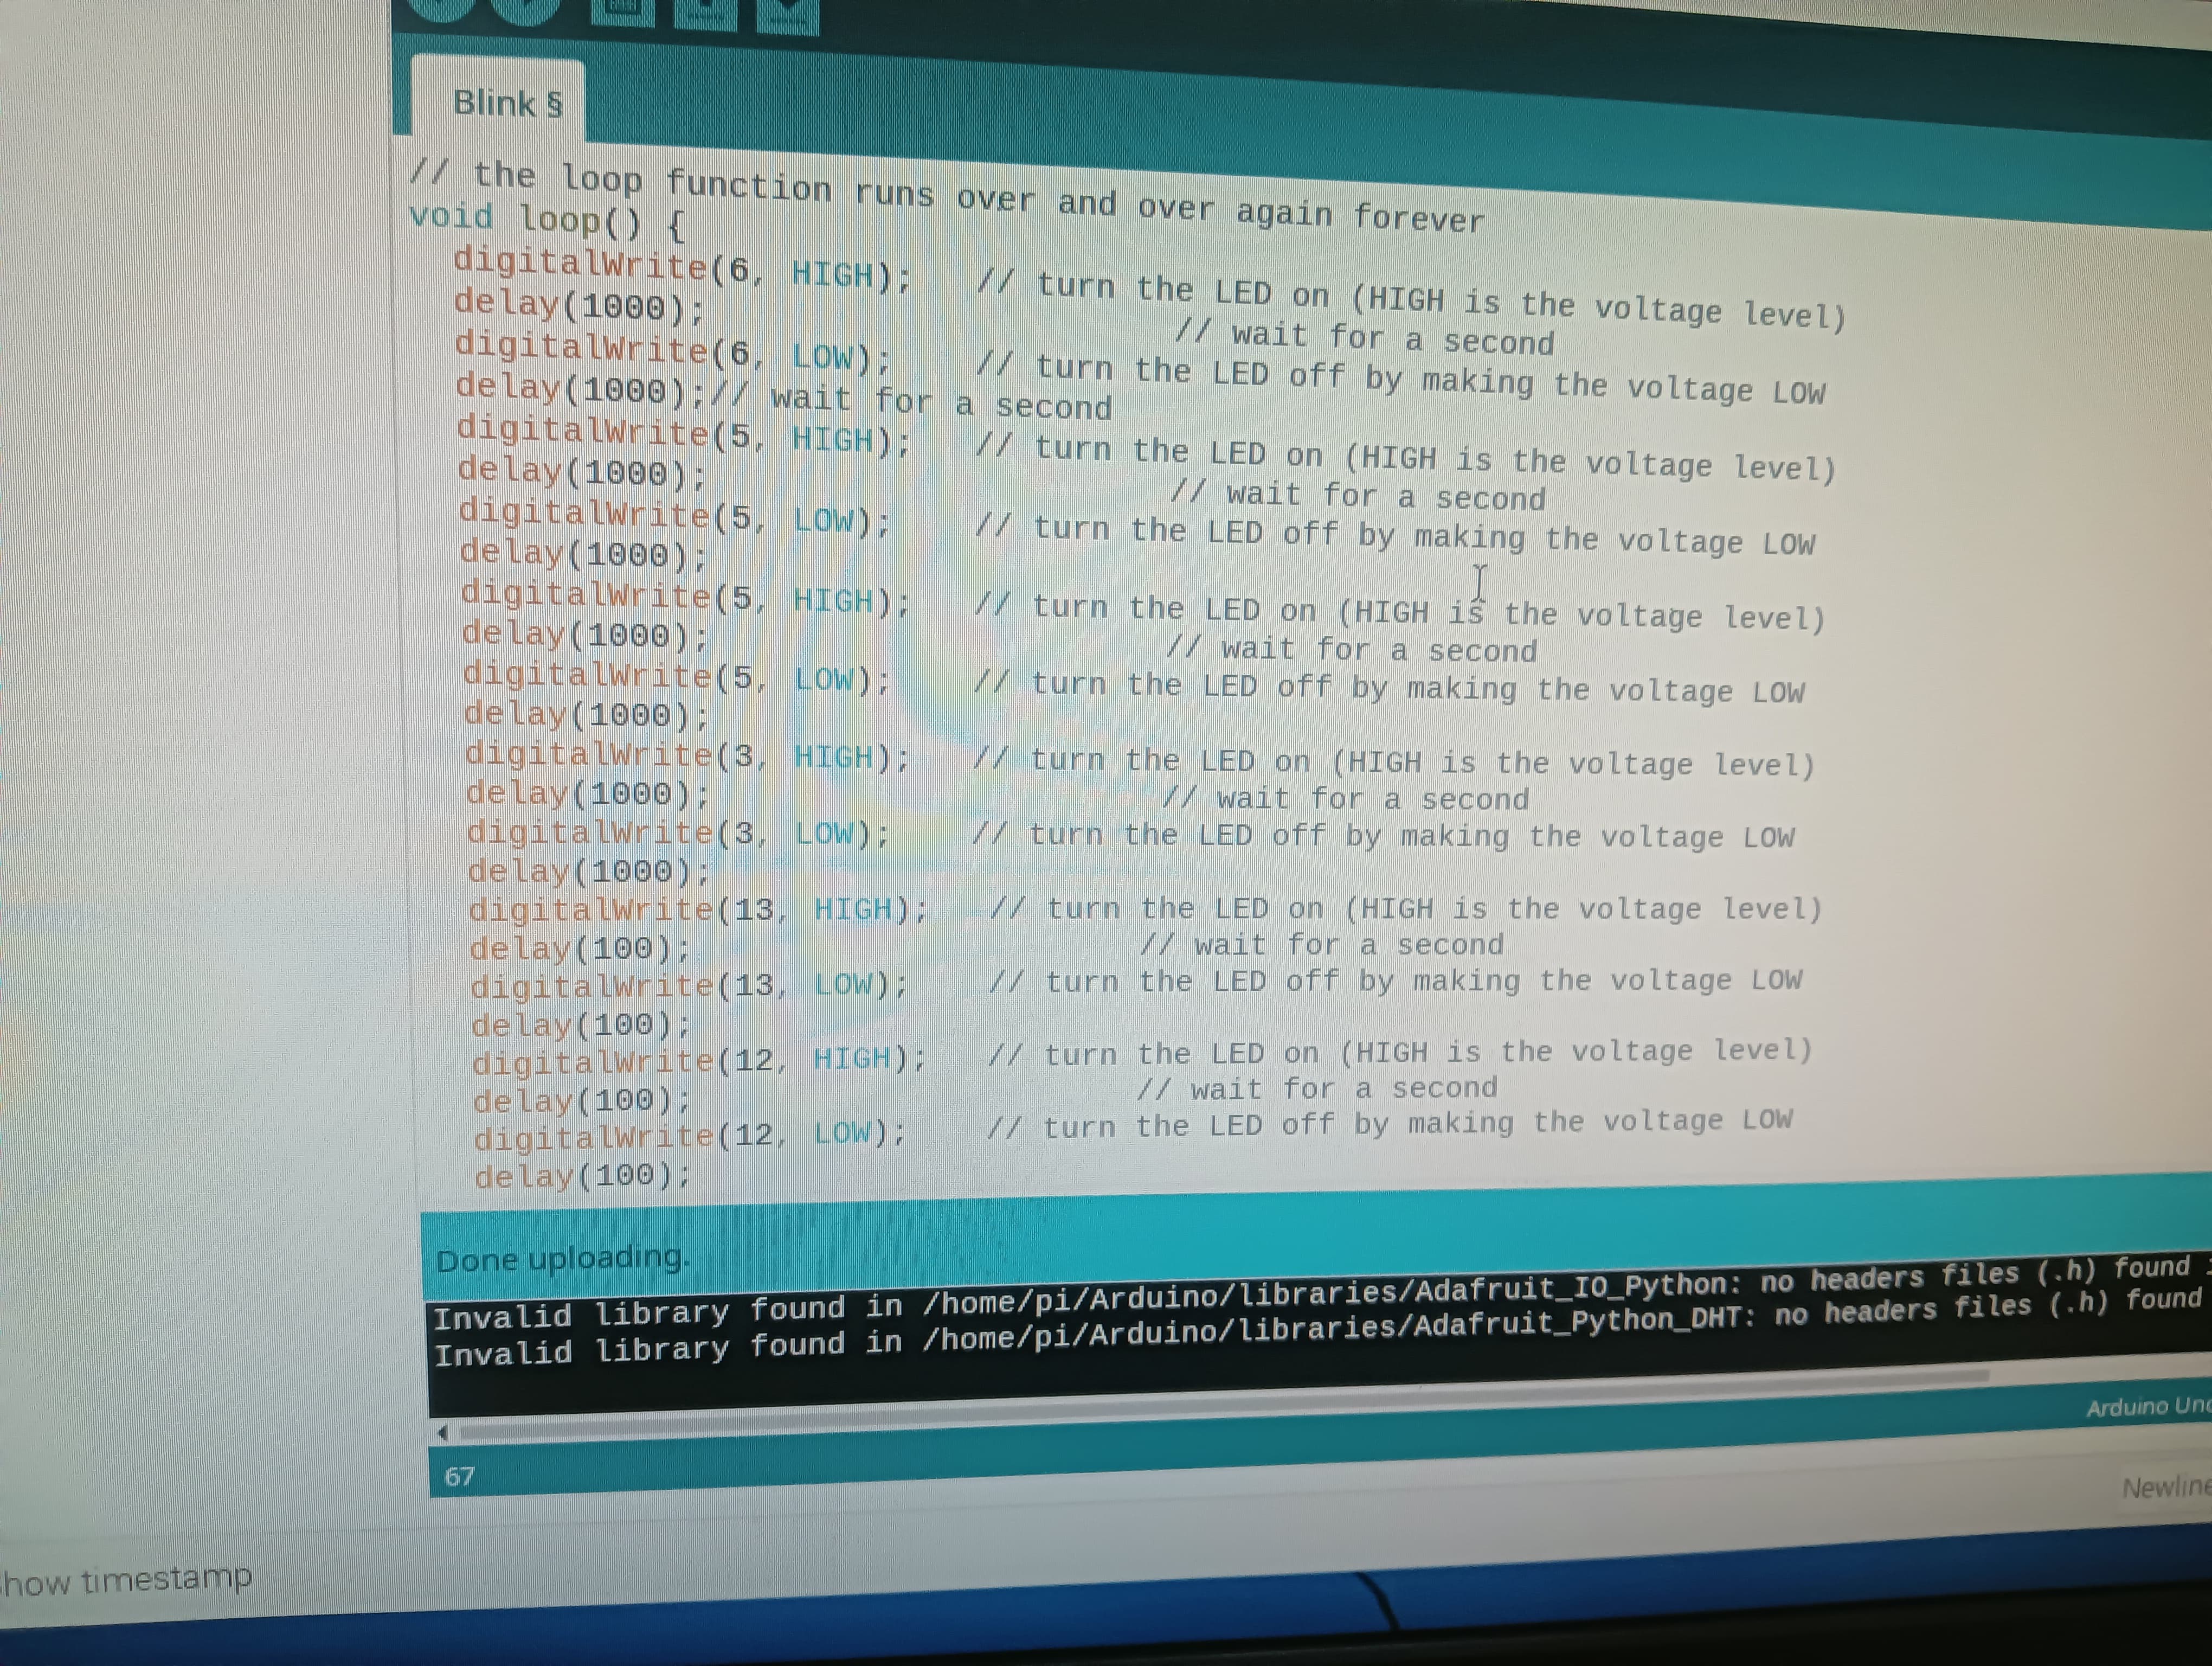 Blink §
// the loop function runs over and over again forever
void loop() {
  digitalWrite(6, HIGH);   // turn the LED on (HIGH is the voltage level)
  delay(1000);                       // wait for a second
  digitalWrite(6, LOW);    // turn the LED off by making the voltage LOW
  delay(1000);// wait for a second
  digitalWrite(5, HIGH);   // turn the LED on (HIGH is the voltage level)
  delay(1000);                       // wait for a second
  digitalWrite(5, LOW);    // turn the LED off by making the voltage LOW
  delay(1000);
  digitalWrite(5, HIGH);   // turn the LED on (HIGH is the voltage level)
  delay(1000);                       // wait for a second
  digitalWrite(5, LOW);    // turn the LED off by making the voltage LOW
  delay(1000);
  digitalWrite(3, HIGH);   // turn the LED on (HIGH is the voltage level)
  delay(1000);                       // wait for a second
  digitalWrite(3, LOW);    // turn the LED off by making the voltage LOW
  delay(1000);
  digitalWrite(13, HIGH);   // turn the LED on (HIGH is the voltage level)
  delay(100);                       // wait for a second
  digitalWrite(13, LOW);    // turn the LED off by making the voltage LOW
  delay(100);
  digitalWrite(12, HIGH);   // turn the LED on (HIGH is the voltage level)
  delay(100);                       // wait for a second
  digitalWrite(12, LOW);    // turn the LED off by making the voltage LOW
  delay(100);
Done uploading.
Invalid library found in /home/pi/Arduino/libraries/Adafruit_IO_Python: no headers files (.h) found
Invalid library found in /home/pi/Arduino/libraries/Adafruit_Python_DHT: no headers files (.h) found
Arduino
67
Newline
timestamp